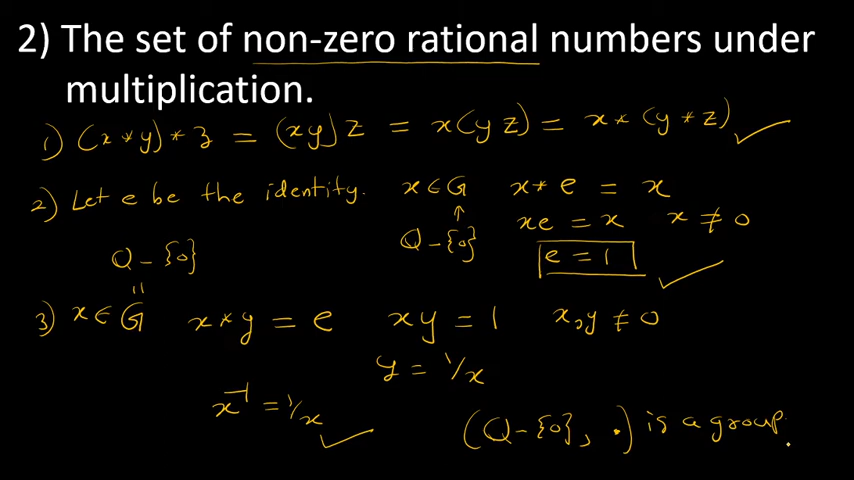 2) The set of non-zero rational numbers under
multiplication.
1) (x * y) * z = (xy) z = x(y z) = x * (y * z) ✓
2) Let e be the identity. x ∈ G x * e = x
↑ xe = x x ≠ 0
Q - {0} Q - {0} e = 1 ✓
"
3) x ∈ G x * y = e xy = 1 x, y ≠ 0
y = 1/x
x⁻¹ = 1/x ✓
(Q - {0}, •) is a group.